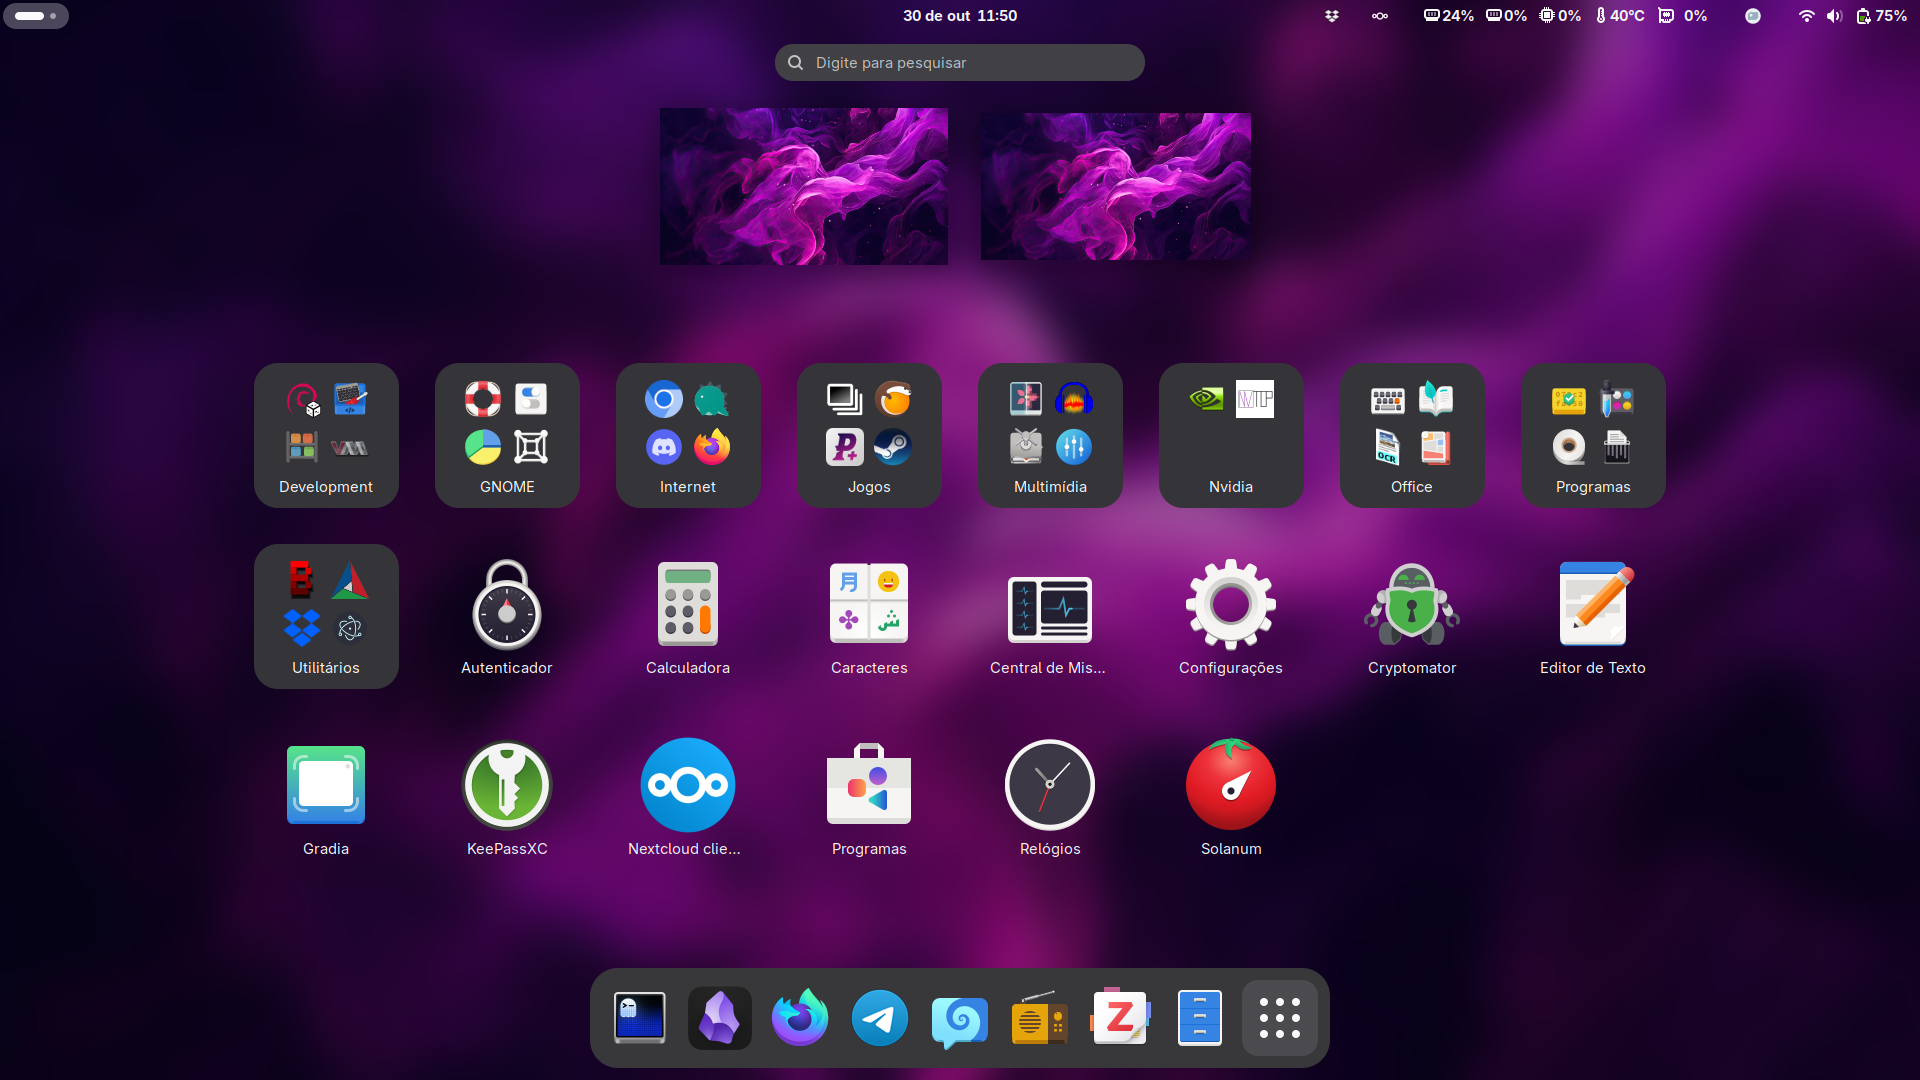 30 de out 11:50
24% 0% 0% 40°C 0% 75%
Digite para pesquisar
Development
GNOME
Internet
Jogos
Multimídia
Nvidia
Office
Programas
OCR
Utilitários
Autenticador
Calculadora
Caracteres
Central de Mis...
Configurações
Cryptomator
Editor de Texto
Gradia
KeePassXC
Nextcloud clie...
Programas
Relógios
Solanum